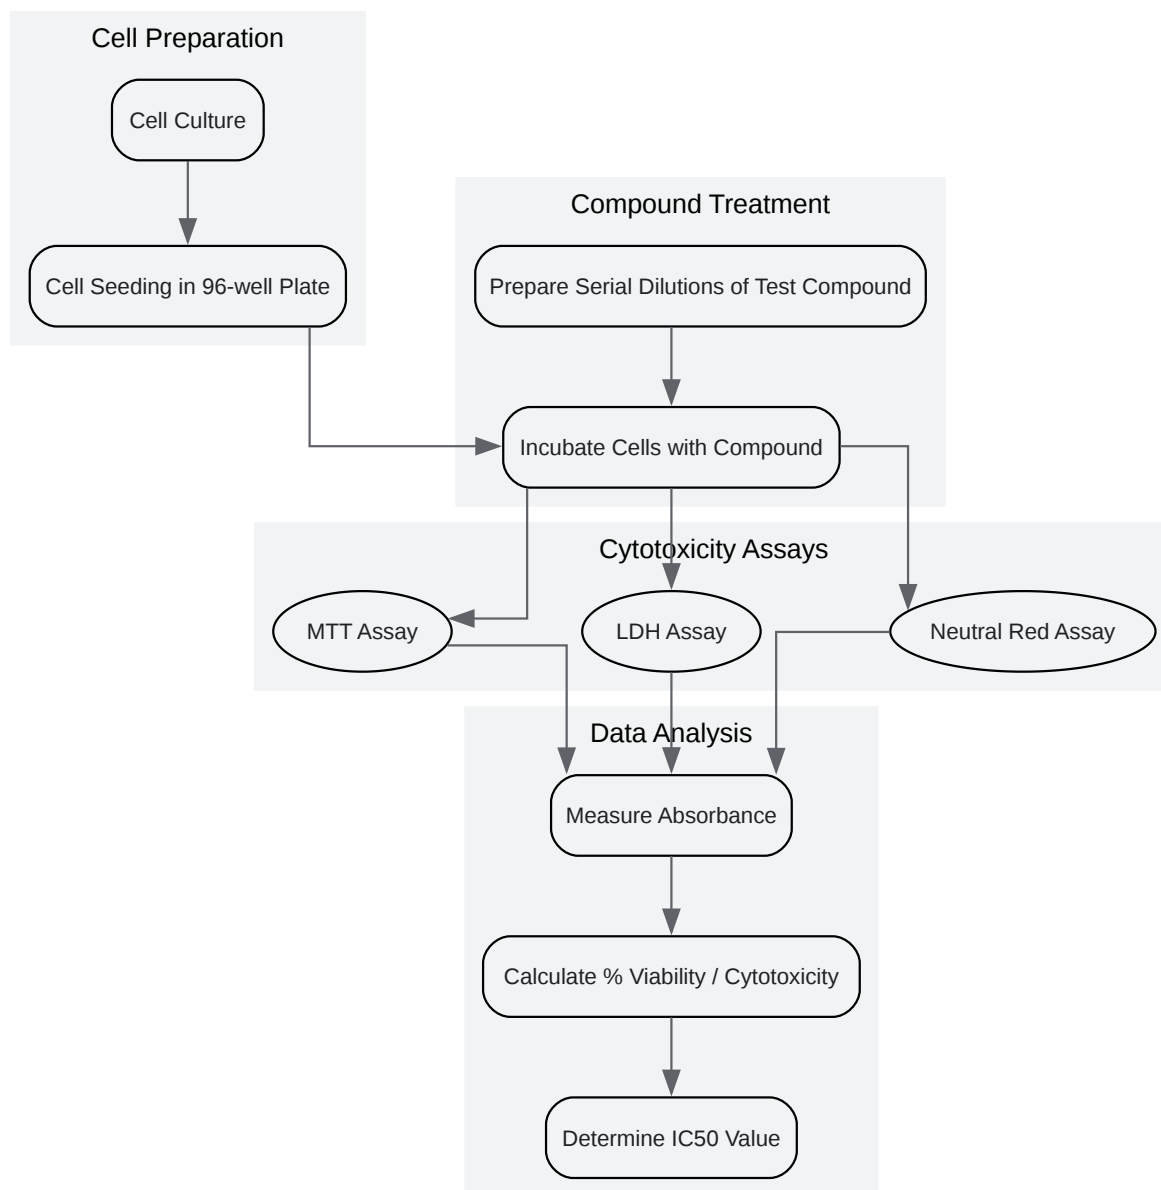 Cell Preparation
Cell Culture
Cell Seeding in 96-well Plate
Compound Treatment
Prepare Serial Dilutions of Test Compound
Incubate Cells with Compound
Cytotoxicity Assays
MTT Assay
LDH Assay
Neutral Red Assay
Data Analysis
Measure Absorbance
Calculate % Viability / Cytotoxicity
Determine IC50 Value